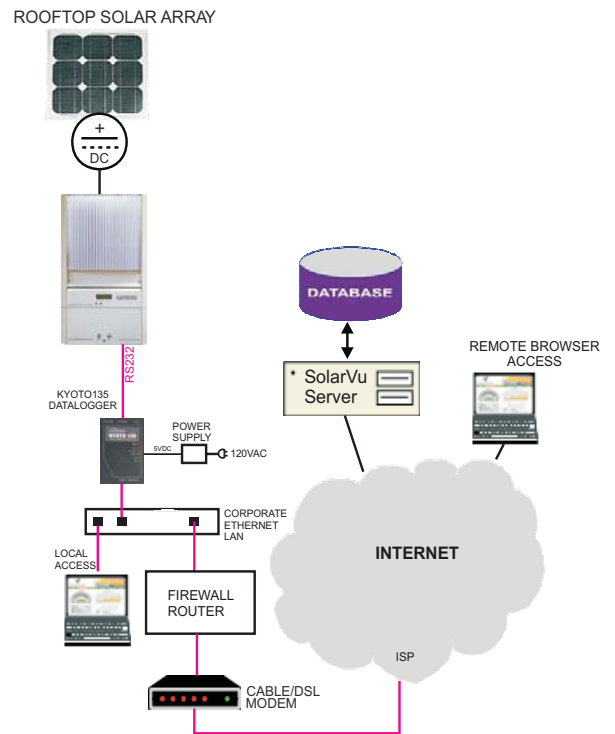 ROOFTOP SOLAR ARRAY
+
DC
DATABASE
RS232
* SolarVu
Server
REMOTE BROWSER
ACCESS
KYOTO135
DATALOGGER
POWER
SUPPLY
5VDC
120VAC
CORPORATE
ETHERNET
LAN
LOCAL
ACCESS
INTERNET
FIREWALL
ROUTER
ISP
CABLE/DSL
MODEM